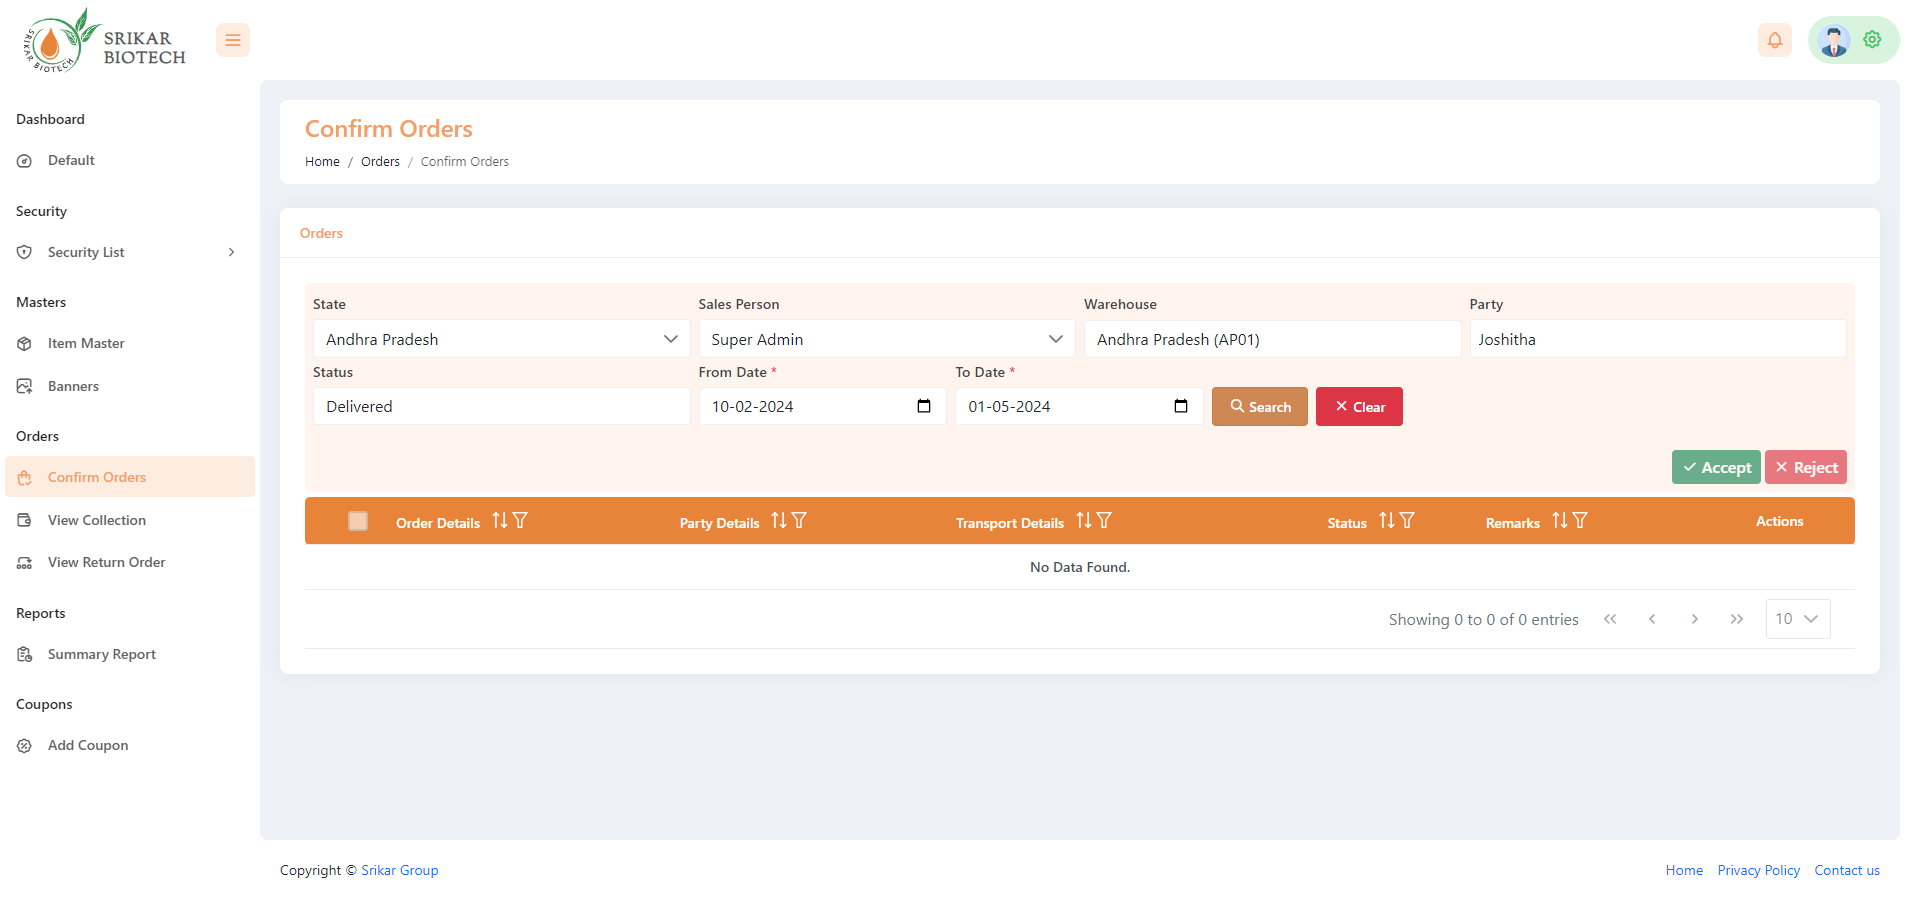 SRIKAR BIOTECH
SRIKAR
BIOTECH
Dashboard
Default
Security
Security List
Masters
Item Master
Banners
Orders
Confirm Orders
View Collection
View Return Order
Reports
Summary Report
Coupons
Add Coupon
Confirm Orders
Home / Orders / Confirm Orders
Orders
State Sales Person Warehouse Party
Andhra Pradesh Super Admin Andhra Pradesh (AP01) Joshitha
Status From Date * To Date *
Delivered 10-02-2024 01-05-2024 Search Clear
Accept Reject
Order Details Party Details Transport Details Status Remarks Actions
No Data Found.
Showing 0 to 0 of 0 entries 10
Copyright © Srikar Group Home Privacy Policy Contact us